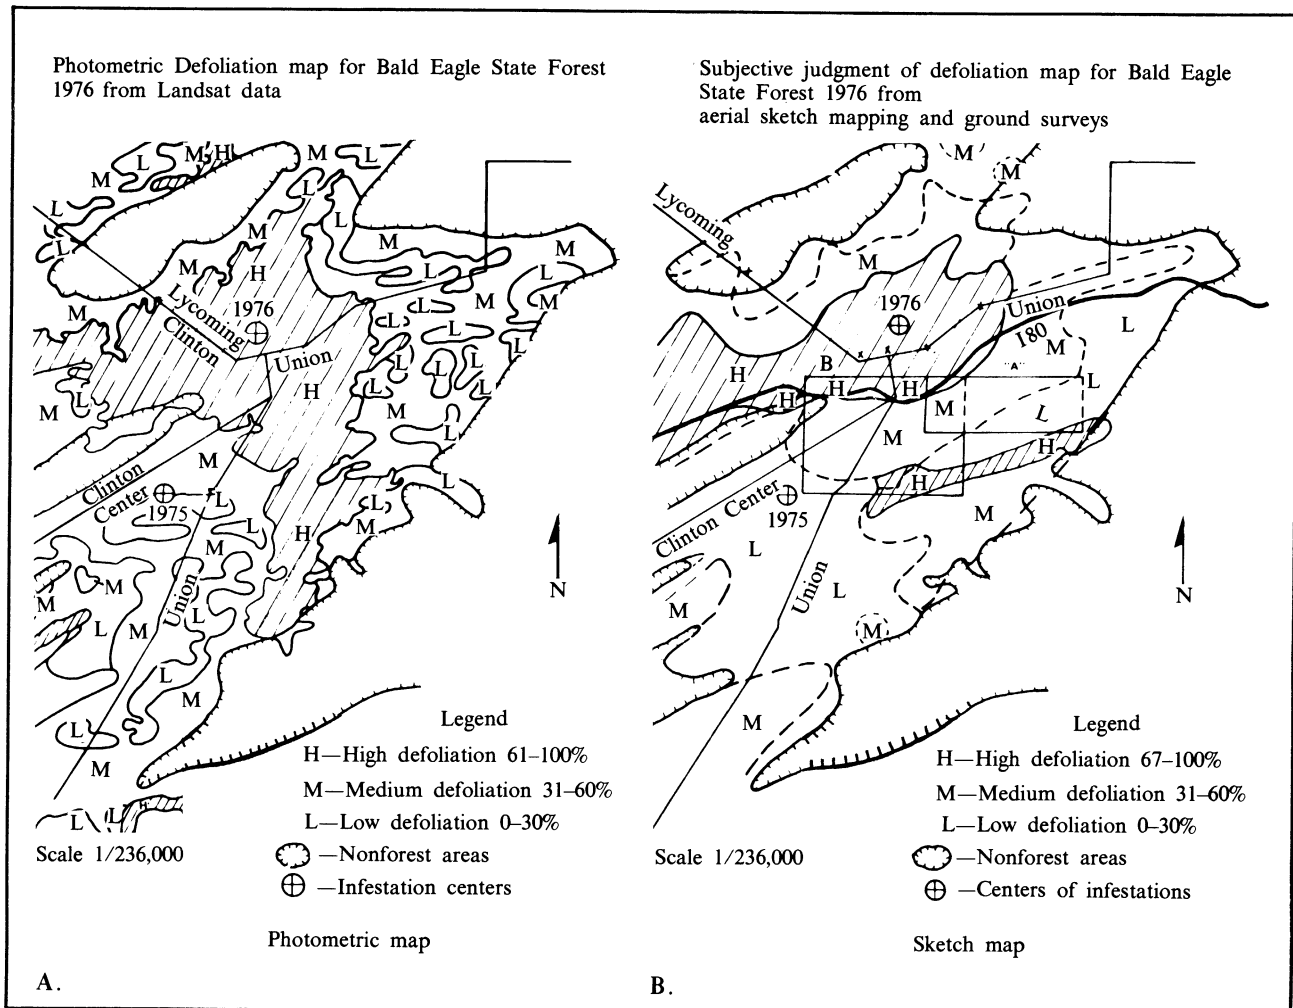 Photometric Defoliation map for Bald Eagle State Forest
1976 from Landsat data
M
H
M
L
L
M
L
L
L
M
L
M
M
H
M
L
M
L
M
M
Lycoming
Clinton
1976
Union
H
L
L
L
L
L
L
L
M
L
M
L
L
Clinton
Center
M
1975
L
L
M
H
L
M
M
M
L
M
Union
L
L
M
L
M
L
L
H
N
Legend
H—High defoliation 61–100%
M—Medium defoliation 31–60%
L—Low defoliation 0–30%
—Nonforest areas
—Infestation centers
Scale 1/236,000
Photometric map
A.
Subjective judgment of defoliation map for Bald Eagle
State Forest 1976 from
aerial sketch mapping and ground surveys
M
M
Lycoming
M
1976
Union
I80
L
M
A
B
H
H
H
H
M
L
L
M
H
H
Clinton Center
1975
M
L
Union
L
M
M
M
N
Legend
H—High defoliation 67–100%
M—Medium defoliation 31–60%
L—Low defoliation 0–30%
—Nonforest areas
—Centers of infestations
Scale 1/236,000
Sketch map
B.